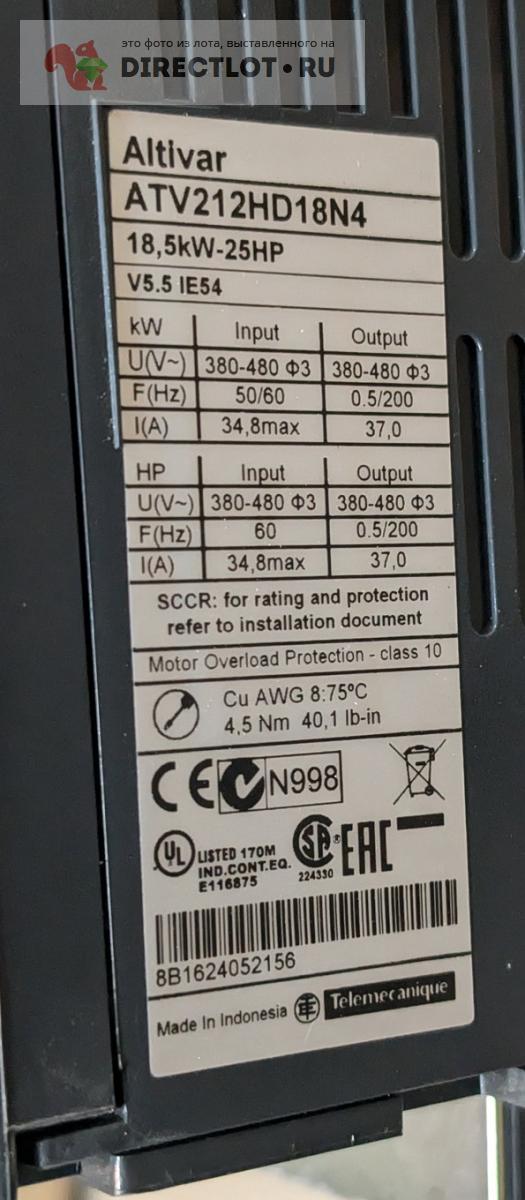 это фото из лота, выставленного на
DIRECTLOT.RU
Altivar
ATV212HD18N4
18,5kW-25HP
V5.5 IE54
kW Input Output
U(V~) 380-480 Φ3 380-480 Φ3
F(Hz) 50/60 0.5/200
I(A) 34,8max 37,0
HP Input Output
U(V~) 380-480 Φ3 380-480 Φ3
F(Hz) 60 0.5/200
I(A) 34,8max 37,0
SCCR: for rating and protection
refer to installation document
Motor Overload Protection - class 10
Cu AWG 8:75ºC
4,5 Nm 40,1 lb-in
CE N998
UL LISTED 170M
IND.CONT.EQ.
E116875
SA ®
224330
EAC
8B1624052156
Made In Indonesia Telemecanique